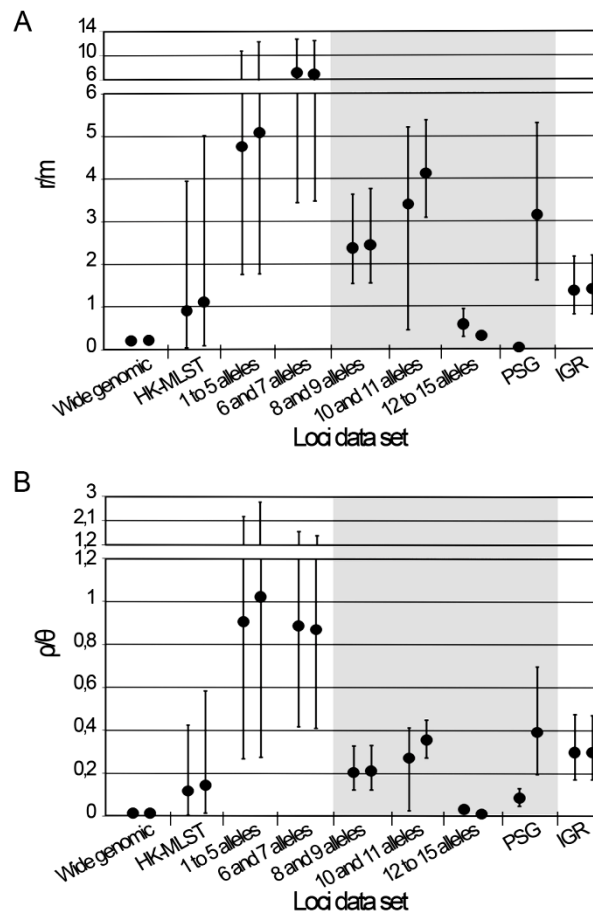 A
14
10
6
6
5
4
3
2
1
0
r/m
Wide genomic
HK-MLST
1 to 5 alleles
6 and 7 alleles
8 and 9 alleles
10 and 11 alleles
12 to 15 alleles
PSG
IGR
Loci data set
B
3
2,1
1,2
1,2
1
0,8
0,6
0,4
0,2
0
ρ/θ
Wide genomic
HK-MLST
1 to 5 alleles
6 and 7 alleles
8 and 9 alleles
10 and 11 alleles
12 to 15 alleles
PSG
IGR
Loci data set